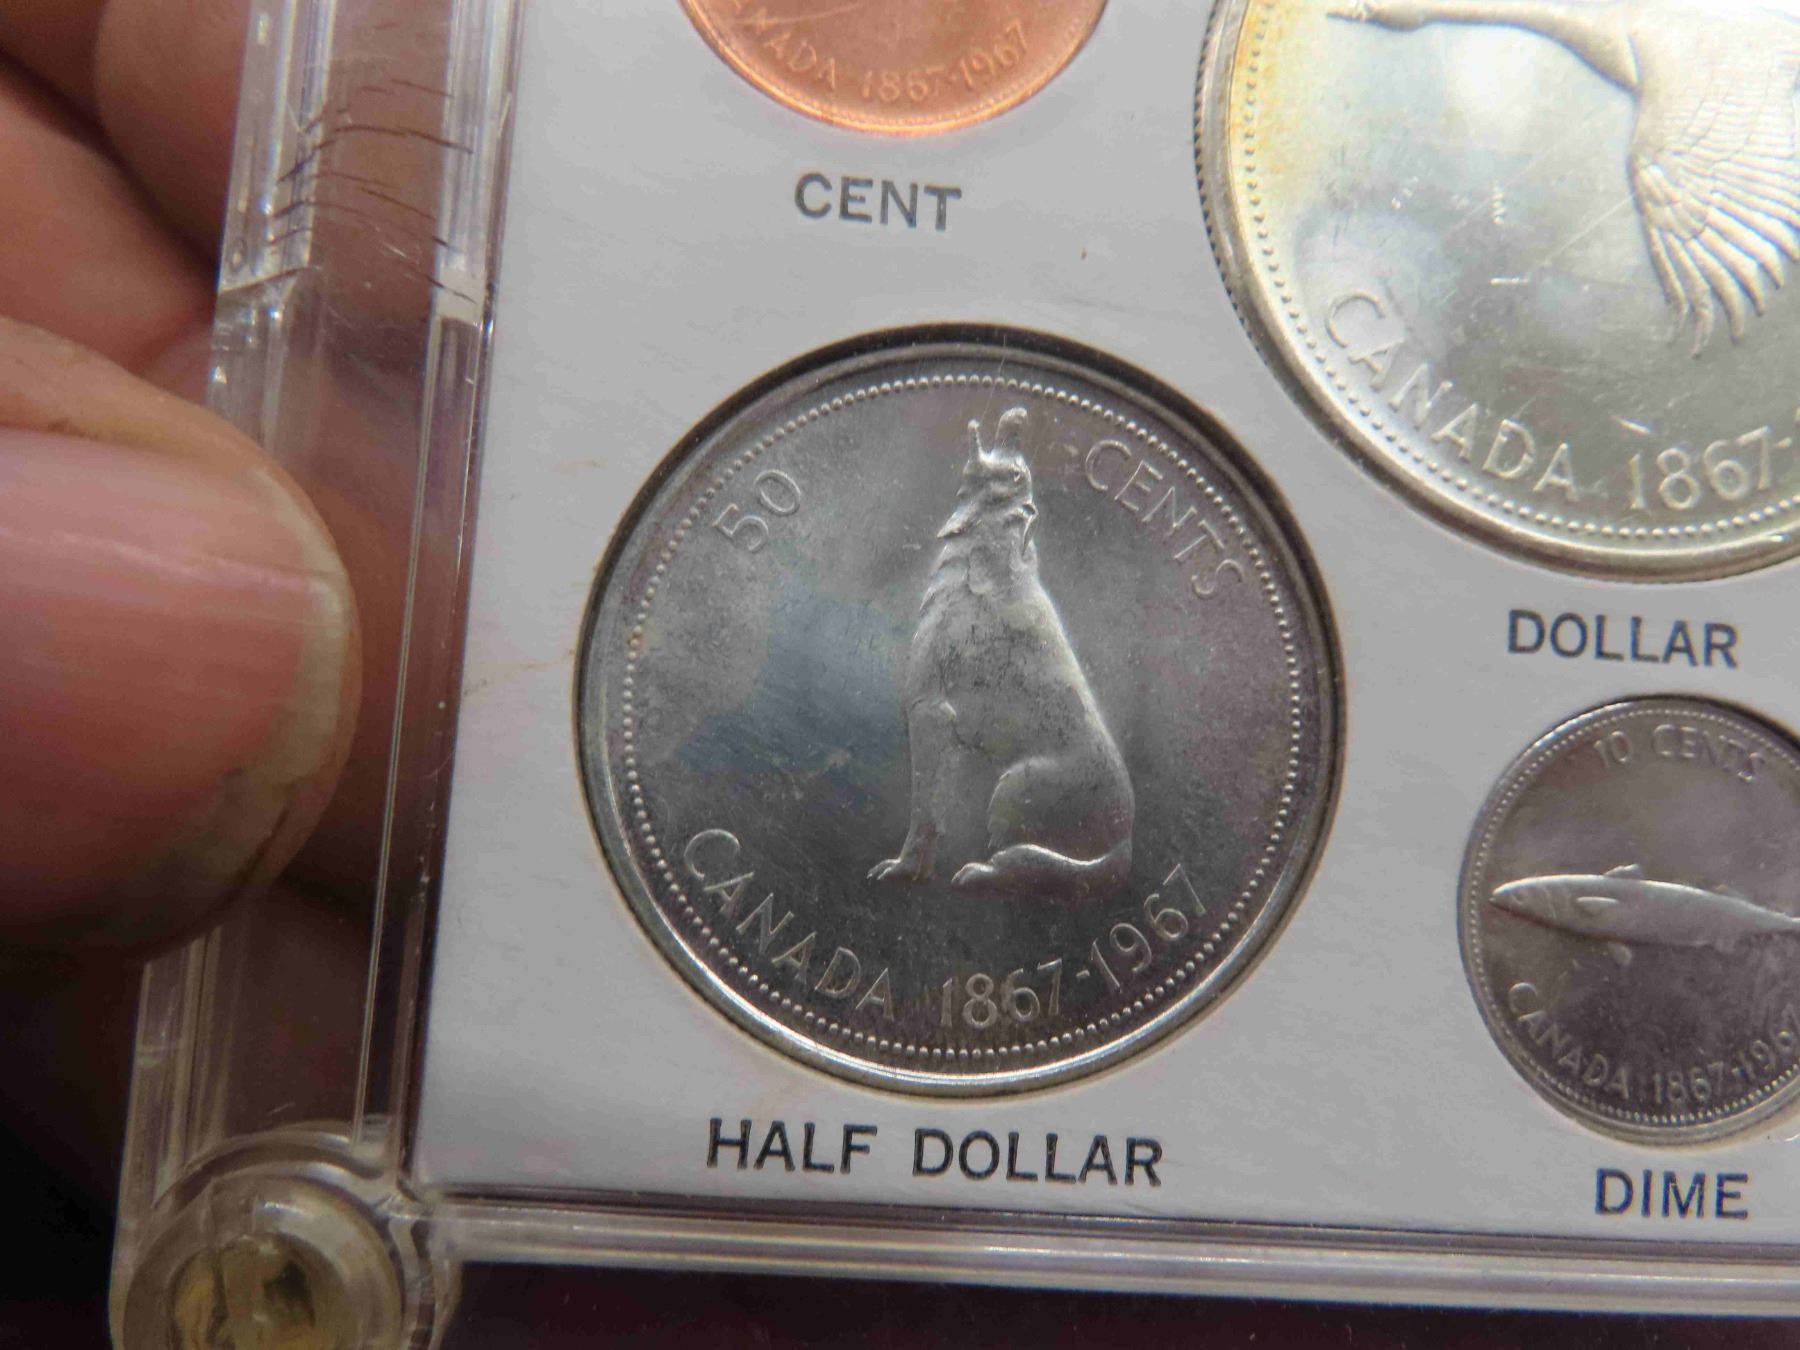 CANADA 1867-1967
CENT
CANADA 1867-
DOLLAR
50 CENTS
CANADA 1867-1967
HALF DOLLAR
10 CENTS
CANADA 1867-1967
DIME